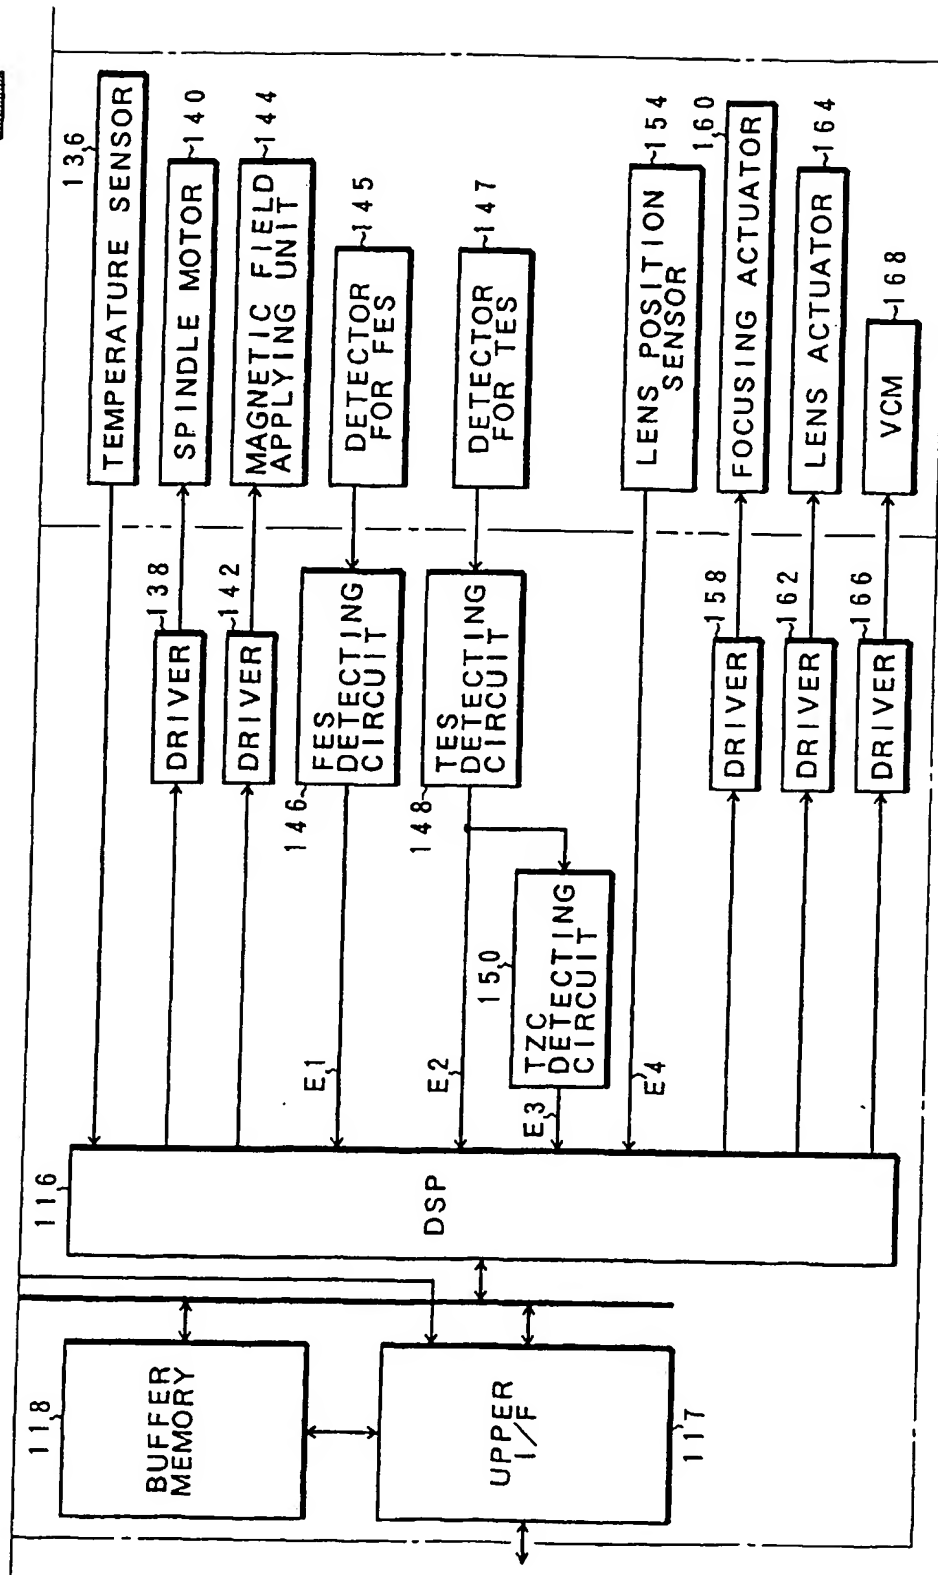 118
BUFFER
MEMORY
UPPER
I/F
117
116
DSP
136
TEMPERATURE SENSOR
138
DRIVER
140
SPINDLE MOTOR
142
DRIVER
144
MAGNETIC FIELD
APPLYING UNIT
E1
146
FES
DETECTING
CIRCUIT
145
DETECTOR
FOR FES
E2
148
TES
DETECTING
CIRCUIT
147
DETECTOR
FOR TES
E3
150
TZC
DETECTING
CIRCUIT
E4
154
LENS POSITION
SENSOR
158
DRIVER
160
FOCUSING ACTUATOR
162
DRIVER
164
LENS ACTUATOR
166
DRIVER
168
VCM